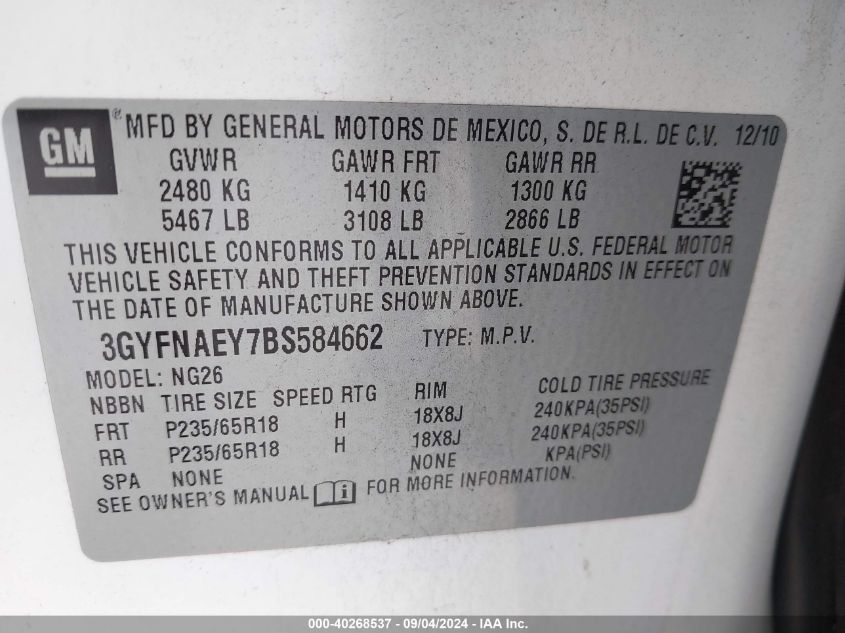 GM
® MFD BY GENERAL MOTORS DE MEXICO, S. DE R.L. DE C.V. 12/10
GVWR GAWR FRT GAWR RR
2480 KG 1410 KG 1300 KG
5467 LB 3108 LB 2866 LB
THIS VEHICLE CONFORMS TO ALL APPLICABLE U.S. FEDERAL MOTOR
VEHICLE SAFETY AND THEFT PREVENTION STANDARDS IN EFFECT ON
THE DATE OF MANUFACTURE SHOWN ABOVE.
3GYFNAEY7BS584662 TYPE: M.P.V.
MODEL: NG26
NBBN TIRE SIZE SPEED RTG RIM COLD TIRE PRESSURE
FRT P235/65R18 H 18X8J 240KPA(35PSI)
RR P235/65R18 H 18X8J 240KPA(35PSI)
SPA NONE NONE KPA(PSI)
SEE OWNER'S MANUAL i FOR MORE INFORMATION.
000-40268537 - 09/04/2024 - IAA Inc.